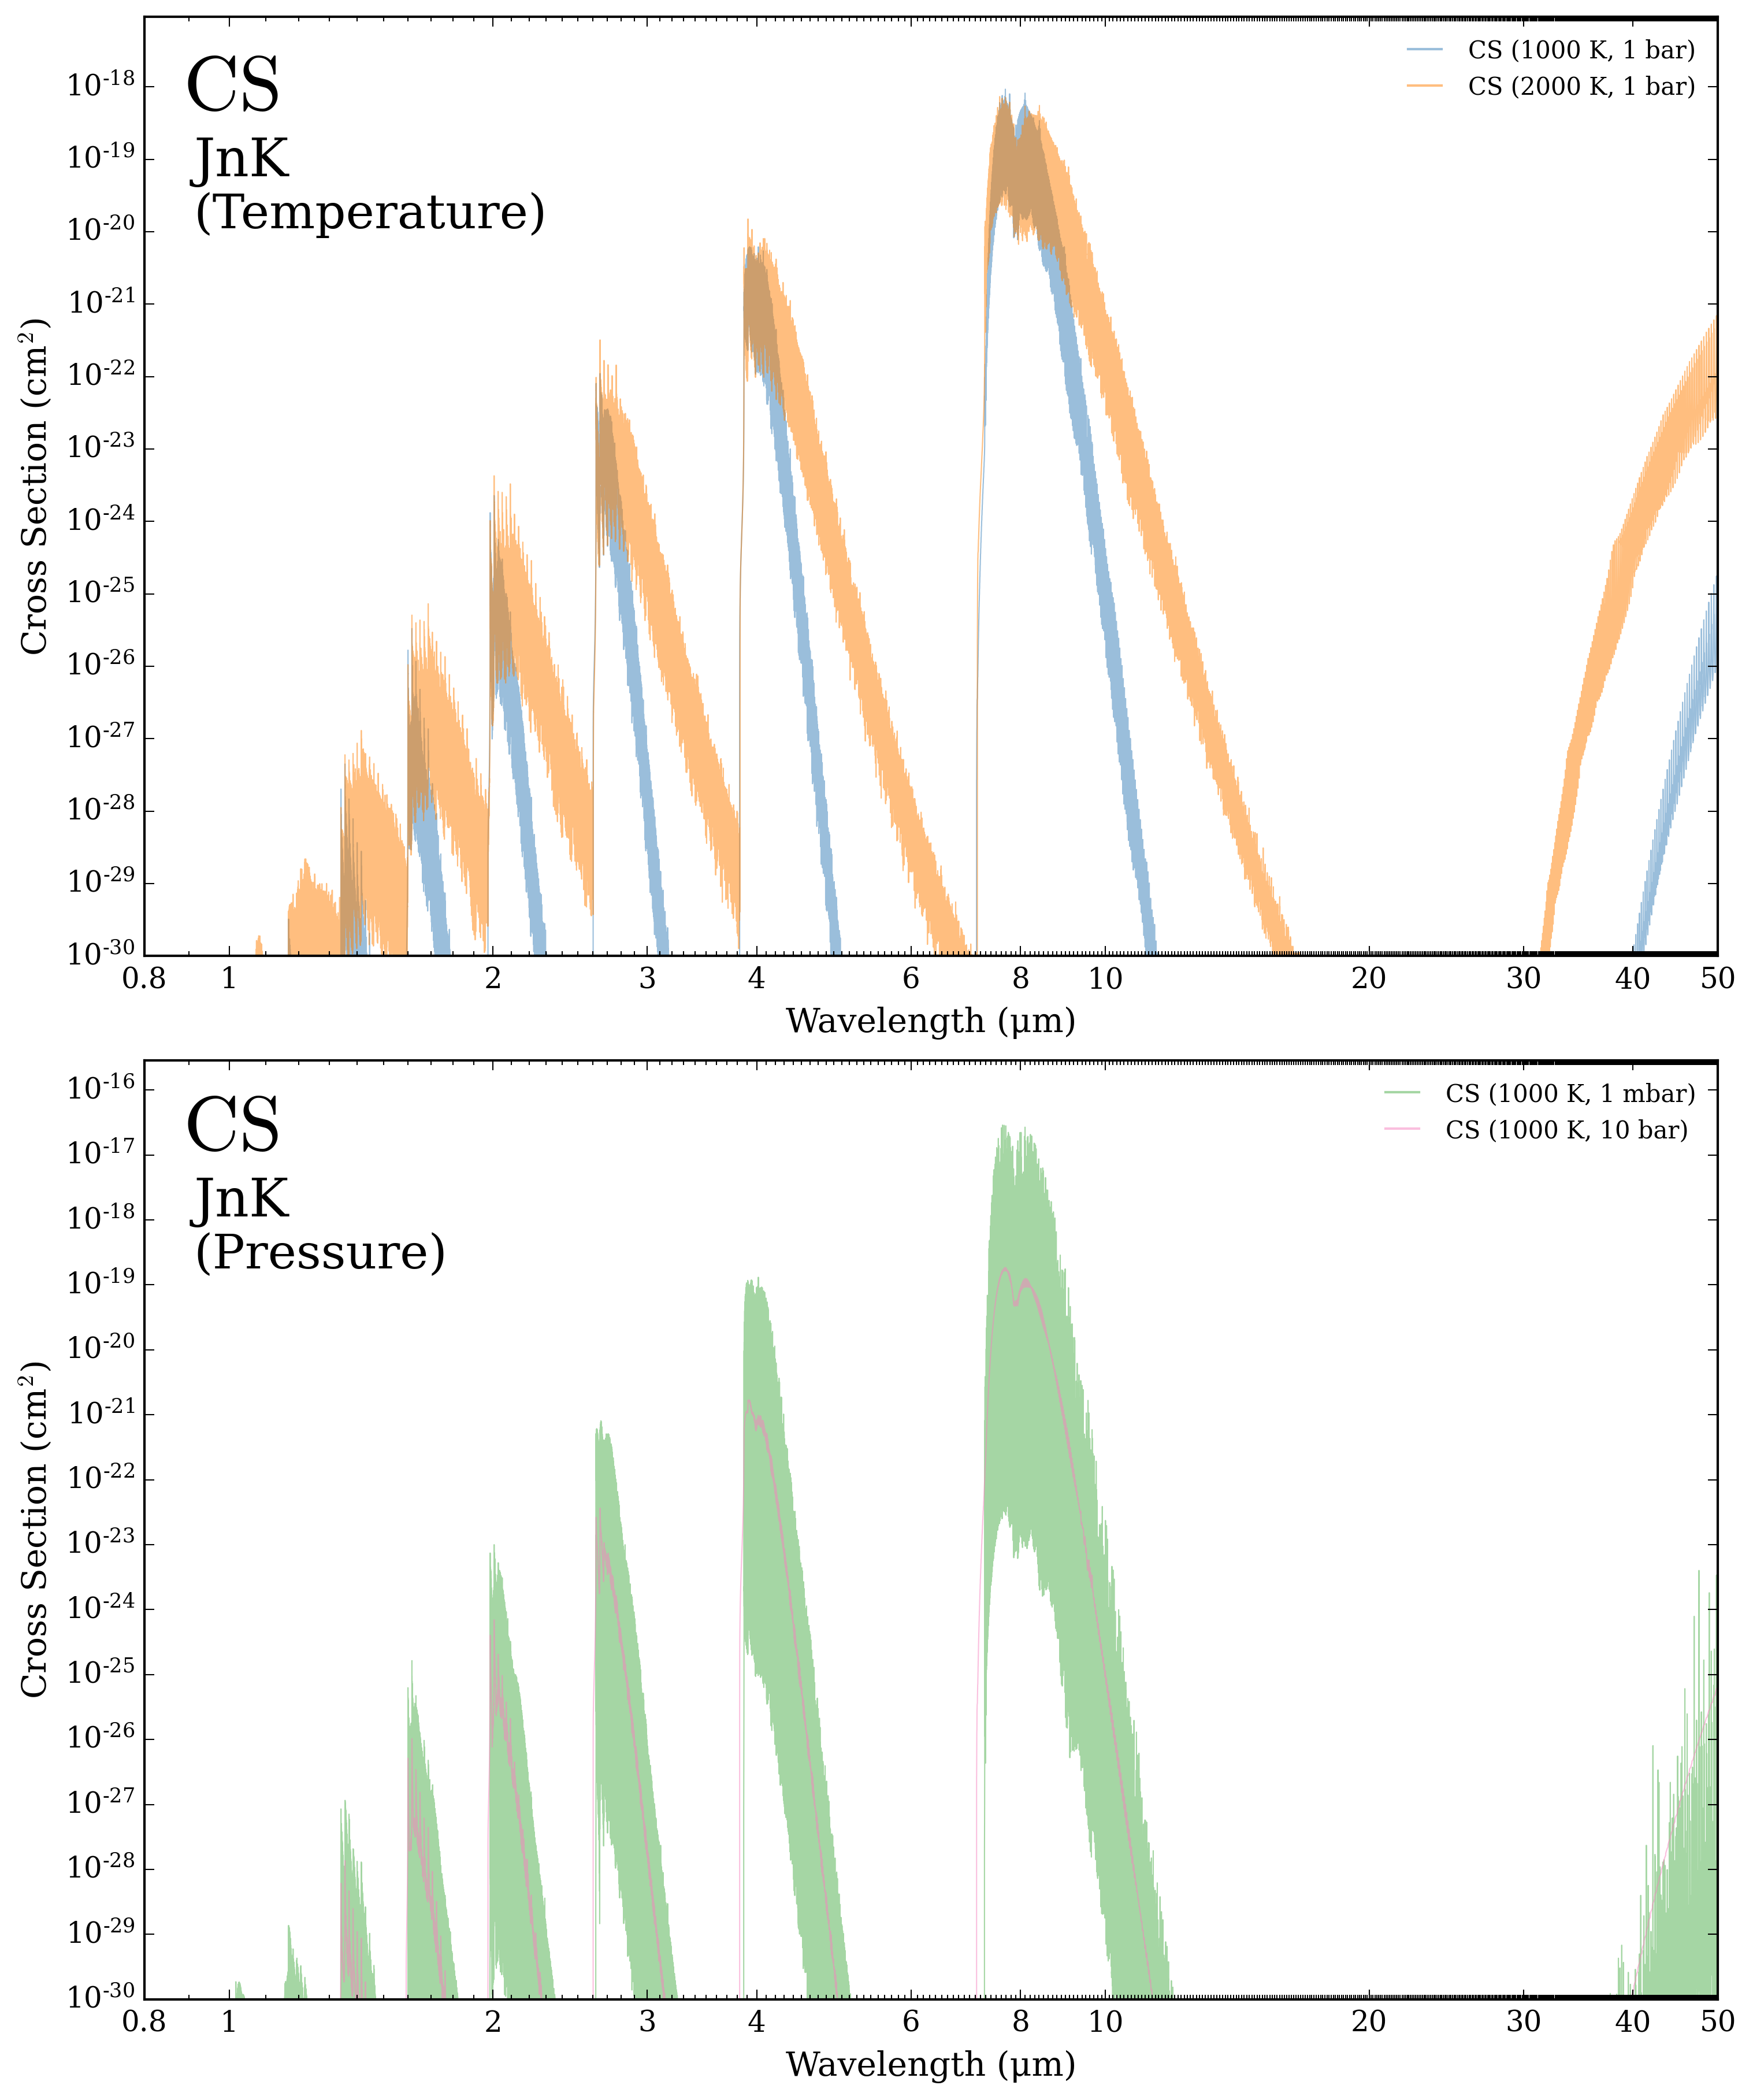 CS
JnK
(Temperature)
CS (1000 K, 1 bar)
CS (2000 K, 1 bar)
Cross Section (cm²)
10⁻¹⁸
10⁻¹⁹
10⁻²⁰
10⁻²¹
10⁻²²
10⁻²³
10⁻²⁴
10⁻²⁵
10⁻²⁶
10⁻²⁷
10⁻²⁸
10⁻²⁹
10⁻³⁰
0.8 1 2 3 4 6 8 10 20 30 40 50
Wavelength (μm)
CS
JnK
(Pressure)
CS (1000 K, 1 mbar)
CS (1000 K, 10 bar)
Cross Section (cm²)
10⁻¹⁶
10⁻¹⁷
10⁻¹⁸
10⁻¹⁹
10⁻²⁰
10⁻²¹
10⁻²²
10⁻²³
10⁻²⁴
10⁻²⁵
10⁻²⁶
10⁻²⁷
10⁻²⁸
10⁻²⁹
10⁻³⁰
0.8 1 2 3 4 6 8 10 20 30 40 50
Wavelength (μm)